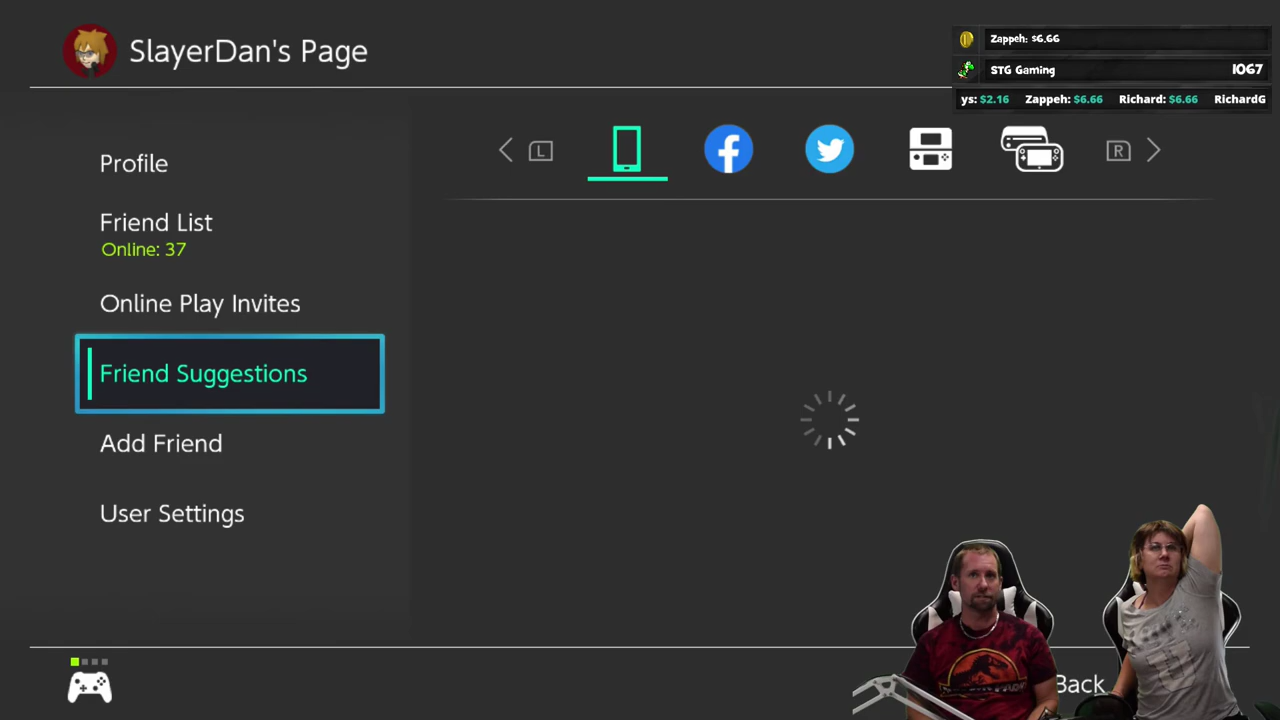 SlayerDan's Page
Zappeh: $6.66
STG Gaming 1067
ys: $2.16 Zappeh: $6.66 Richard: $6.66 RichardG
L
R
Profile
Friend List
Online: 37
Online Play Invites
Friend Suggestions
Add Friend
User Settings
Back